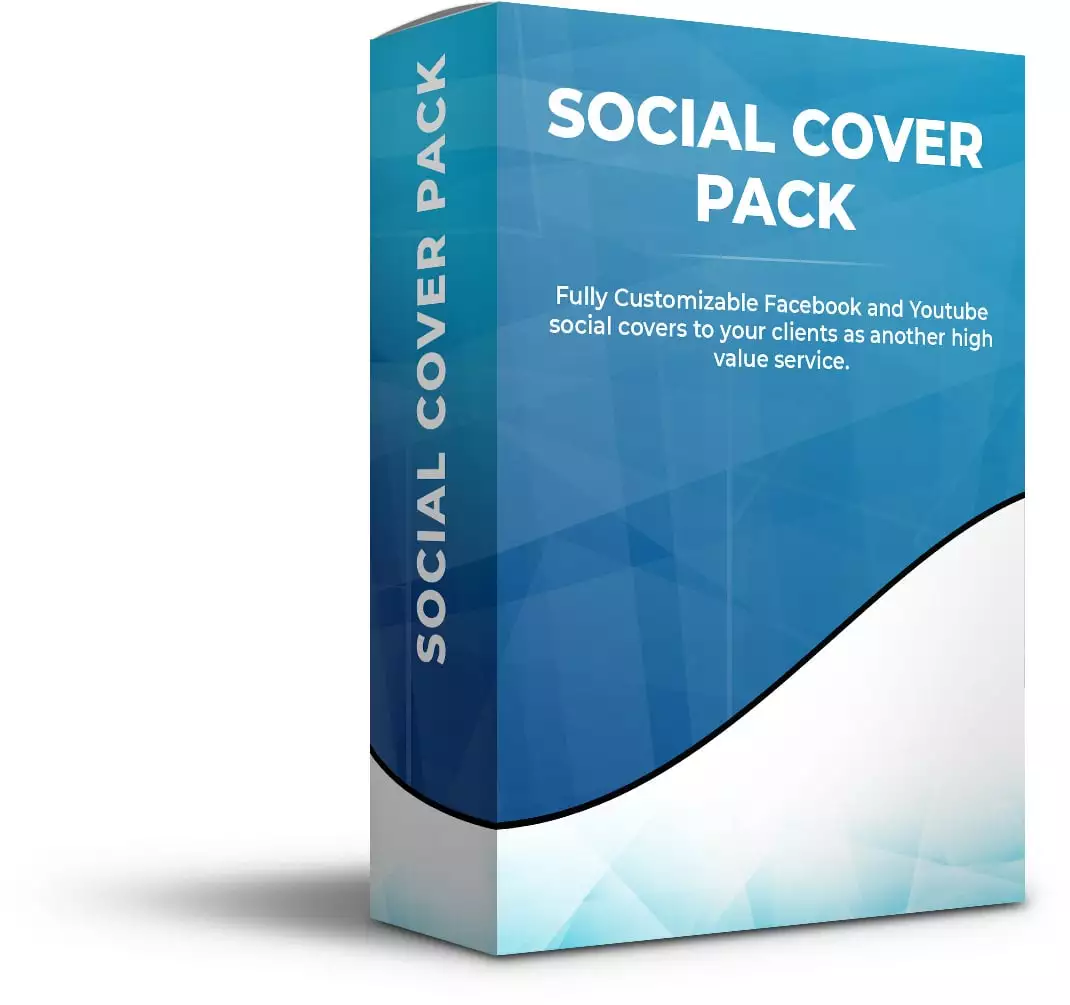 SOCIAL COVER PACK
SOCIAL COVER
PACK
Fully Customizable Facebook and Youtube
social covers to your clients as another high
value service.